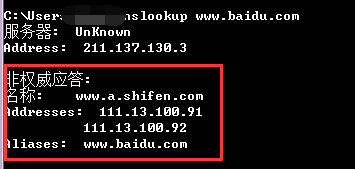 C:\Users nslookup www.baidu.com
服务器: UnKnown
Address: 211.137.130.3
非权威应答:
名称: www.a.shifen.com
Addresses: 111.13.100.91
111.13.100.92
Aliases: www.baidu.com